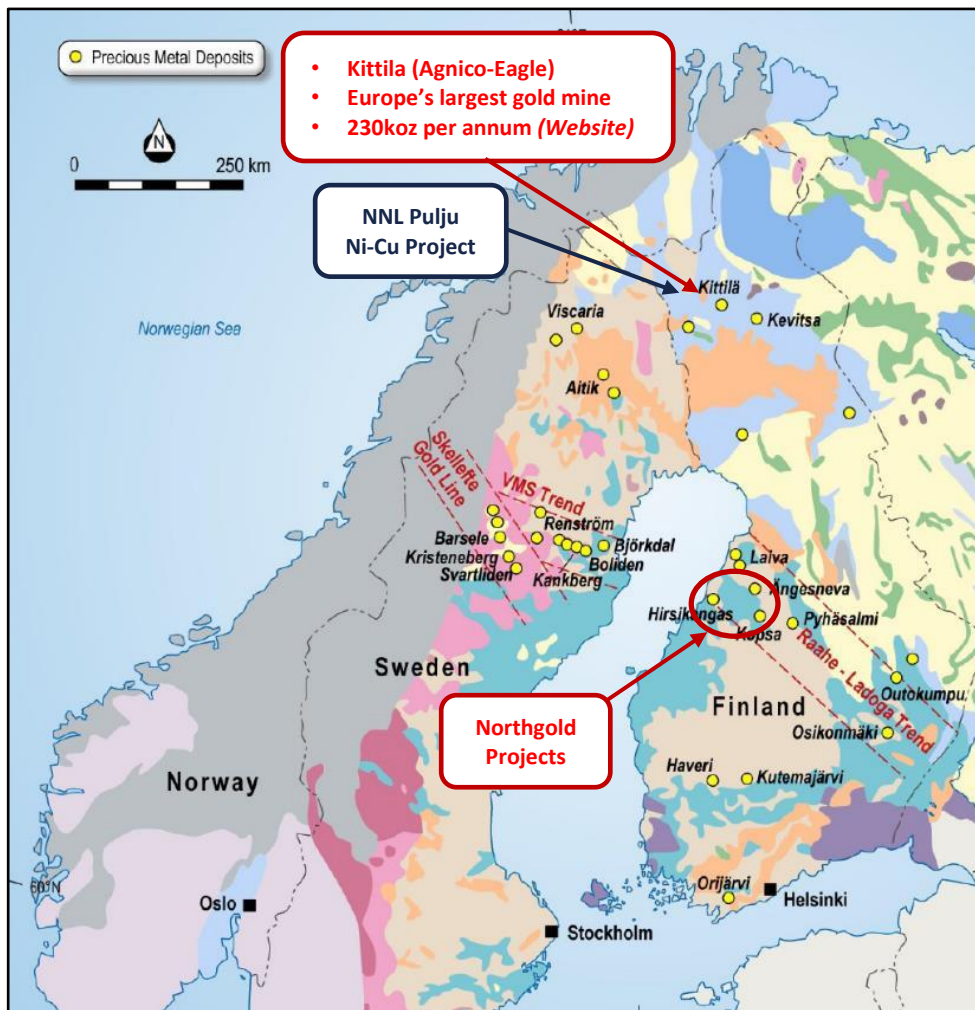 Precious Metal Deposits
N
0 250 km
• Kittila (Agnico-Eagle)
• Europe's largest gold mine
• 230koz per annum (Website)
NNL Pulju
Ni-Cu Project
Kittilä
Kevitsa
Viscaria
Norwegian Sea
Aitik
Skellefte
Gold Line
VMS Trend
Renström
Barsele
Björkdal
Kristeneberg
Boliden
Svartliden
Kankberg
Laiva
Ängesneva
Hirsikangas
Kopsa
Pyhäsalmi
Raahe - Ladoga Trend
Sweden
Outokumpu
Northgold
Projects
Finland
Osikonmäki
Haveri
Kutemajärvi
Norway
60°N
Orijärvi
Helsinki
Oslo
Stockholm